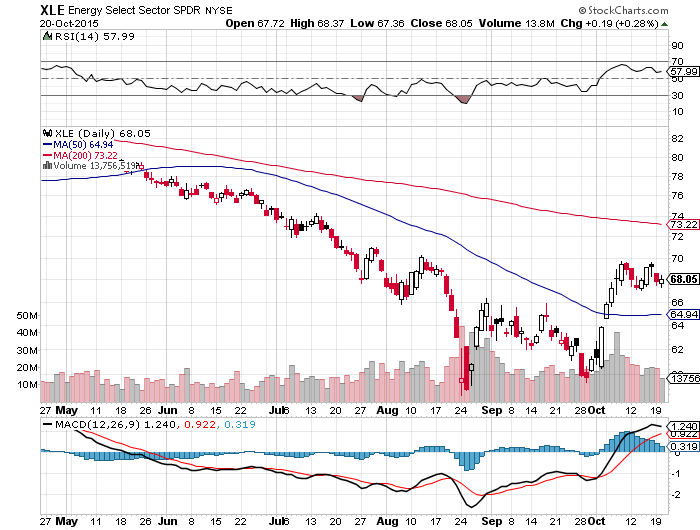 XLE Energy Select Sector SPDR NYSE
© StockCharts.com
20-Oct-2015
Open 67.72 High 68.37 Low 67.36 Close 68.05 Volume 13.8M Chg +0.19 (+0.28%)
RSI(14) 57.99
90
70
57.99
50
30
10
XLE (Daily) 68.05
MA(50) 64.94
MA(200) 73.22
Volume 13,756,519
82
80
78
76
74
73.22
72
70
68.05
66
64.94
62
60
13756
50M
40M
30M
20M
10M
27 May 11 18 26 Jun 8 15 22 Jul 6 13 20 27 Aug 10 17 24 Sep 8 14 21 28 Oct 12 19
MACD(12,26,9) 1.240, 0.922, 0.319
1.240
0.922
0.319
0
-1
-2
27 May 11 18 26 Jun 8 15 22 Jul 6 13 20 27 Aug 10 17 24 Sep 8 14 21 28 Oct 12 19